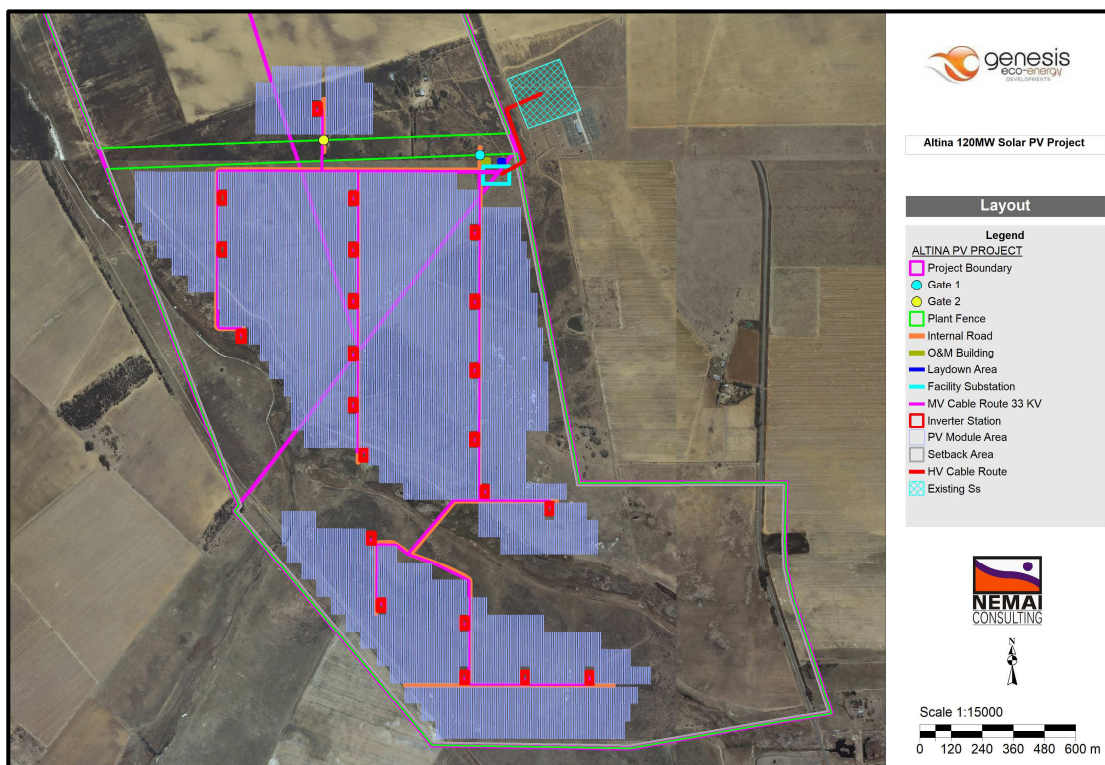 genesis
eco-energy
DEVELOPMENTS
Altina 120MW Solar PV Project
Layout
Legend
ALTINA PV PROJECT
Project Boundary
Gate 1
Gate 2
Plant Fence
Internal Road
O&M Building
Laydown Area
Facility Substation
MV Cable Route 33 KV
Inverter Station
PV Module Area
Setback Area
HV Cable Route
Existing Ss
NEMAI
CONSULTING
N
Scale 1:15000
0 120 240 360 480 600 m